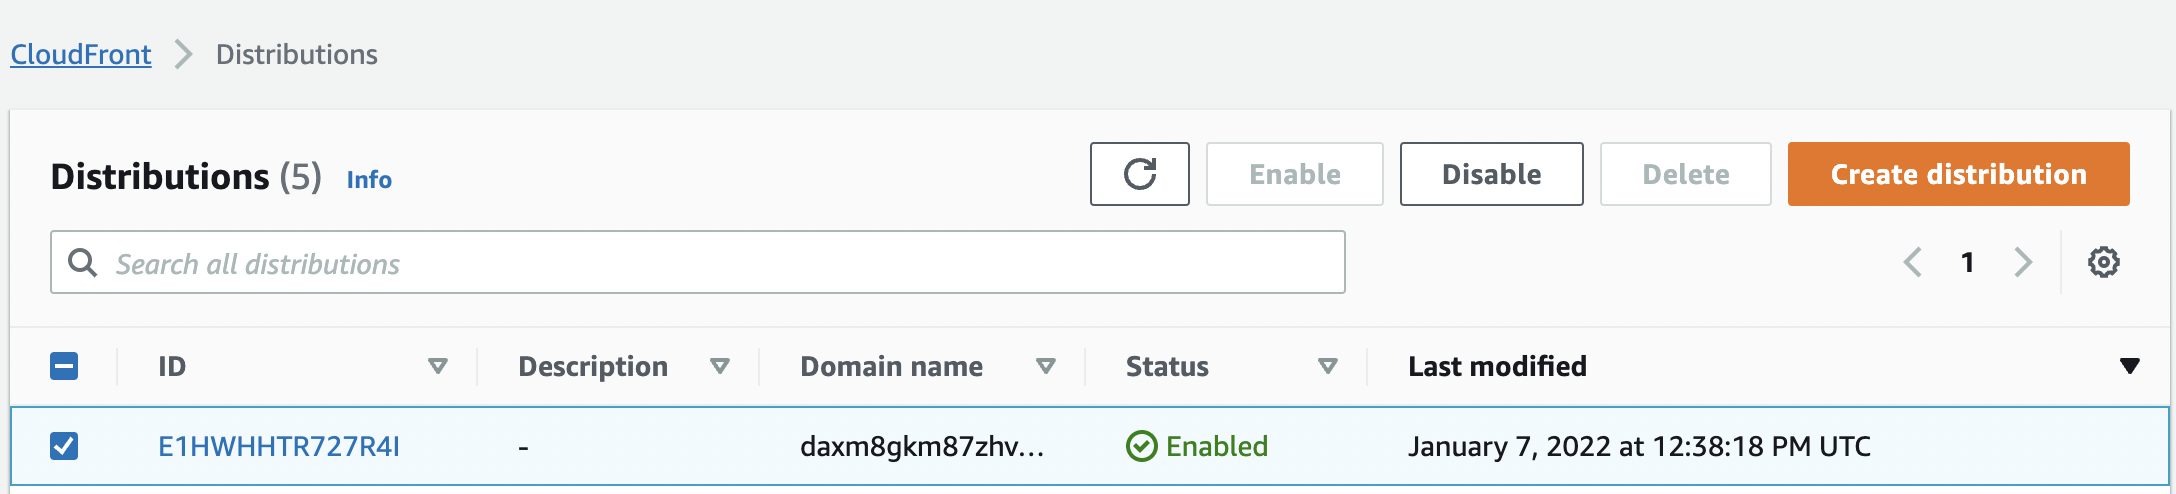 CloudFront Distributions
Distributions (5) Info Enable Disable Delete Create distribution
Search all distributions 1
ID Description Domain name Status Last modified
E1HWHHTR727R4I - daxm8gkm87zhv... Enabled January 7, 2022 at 12:38:18 PM UTC